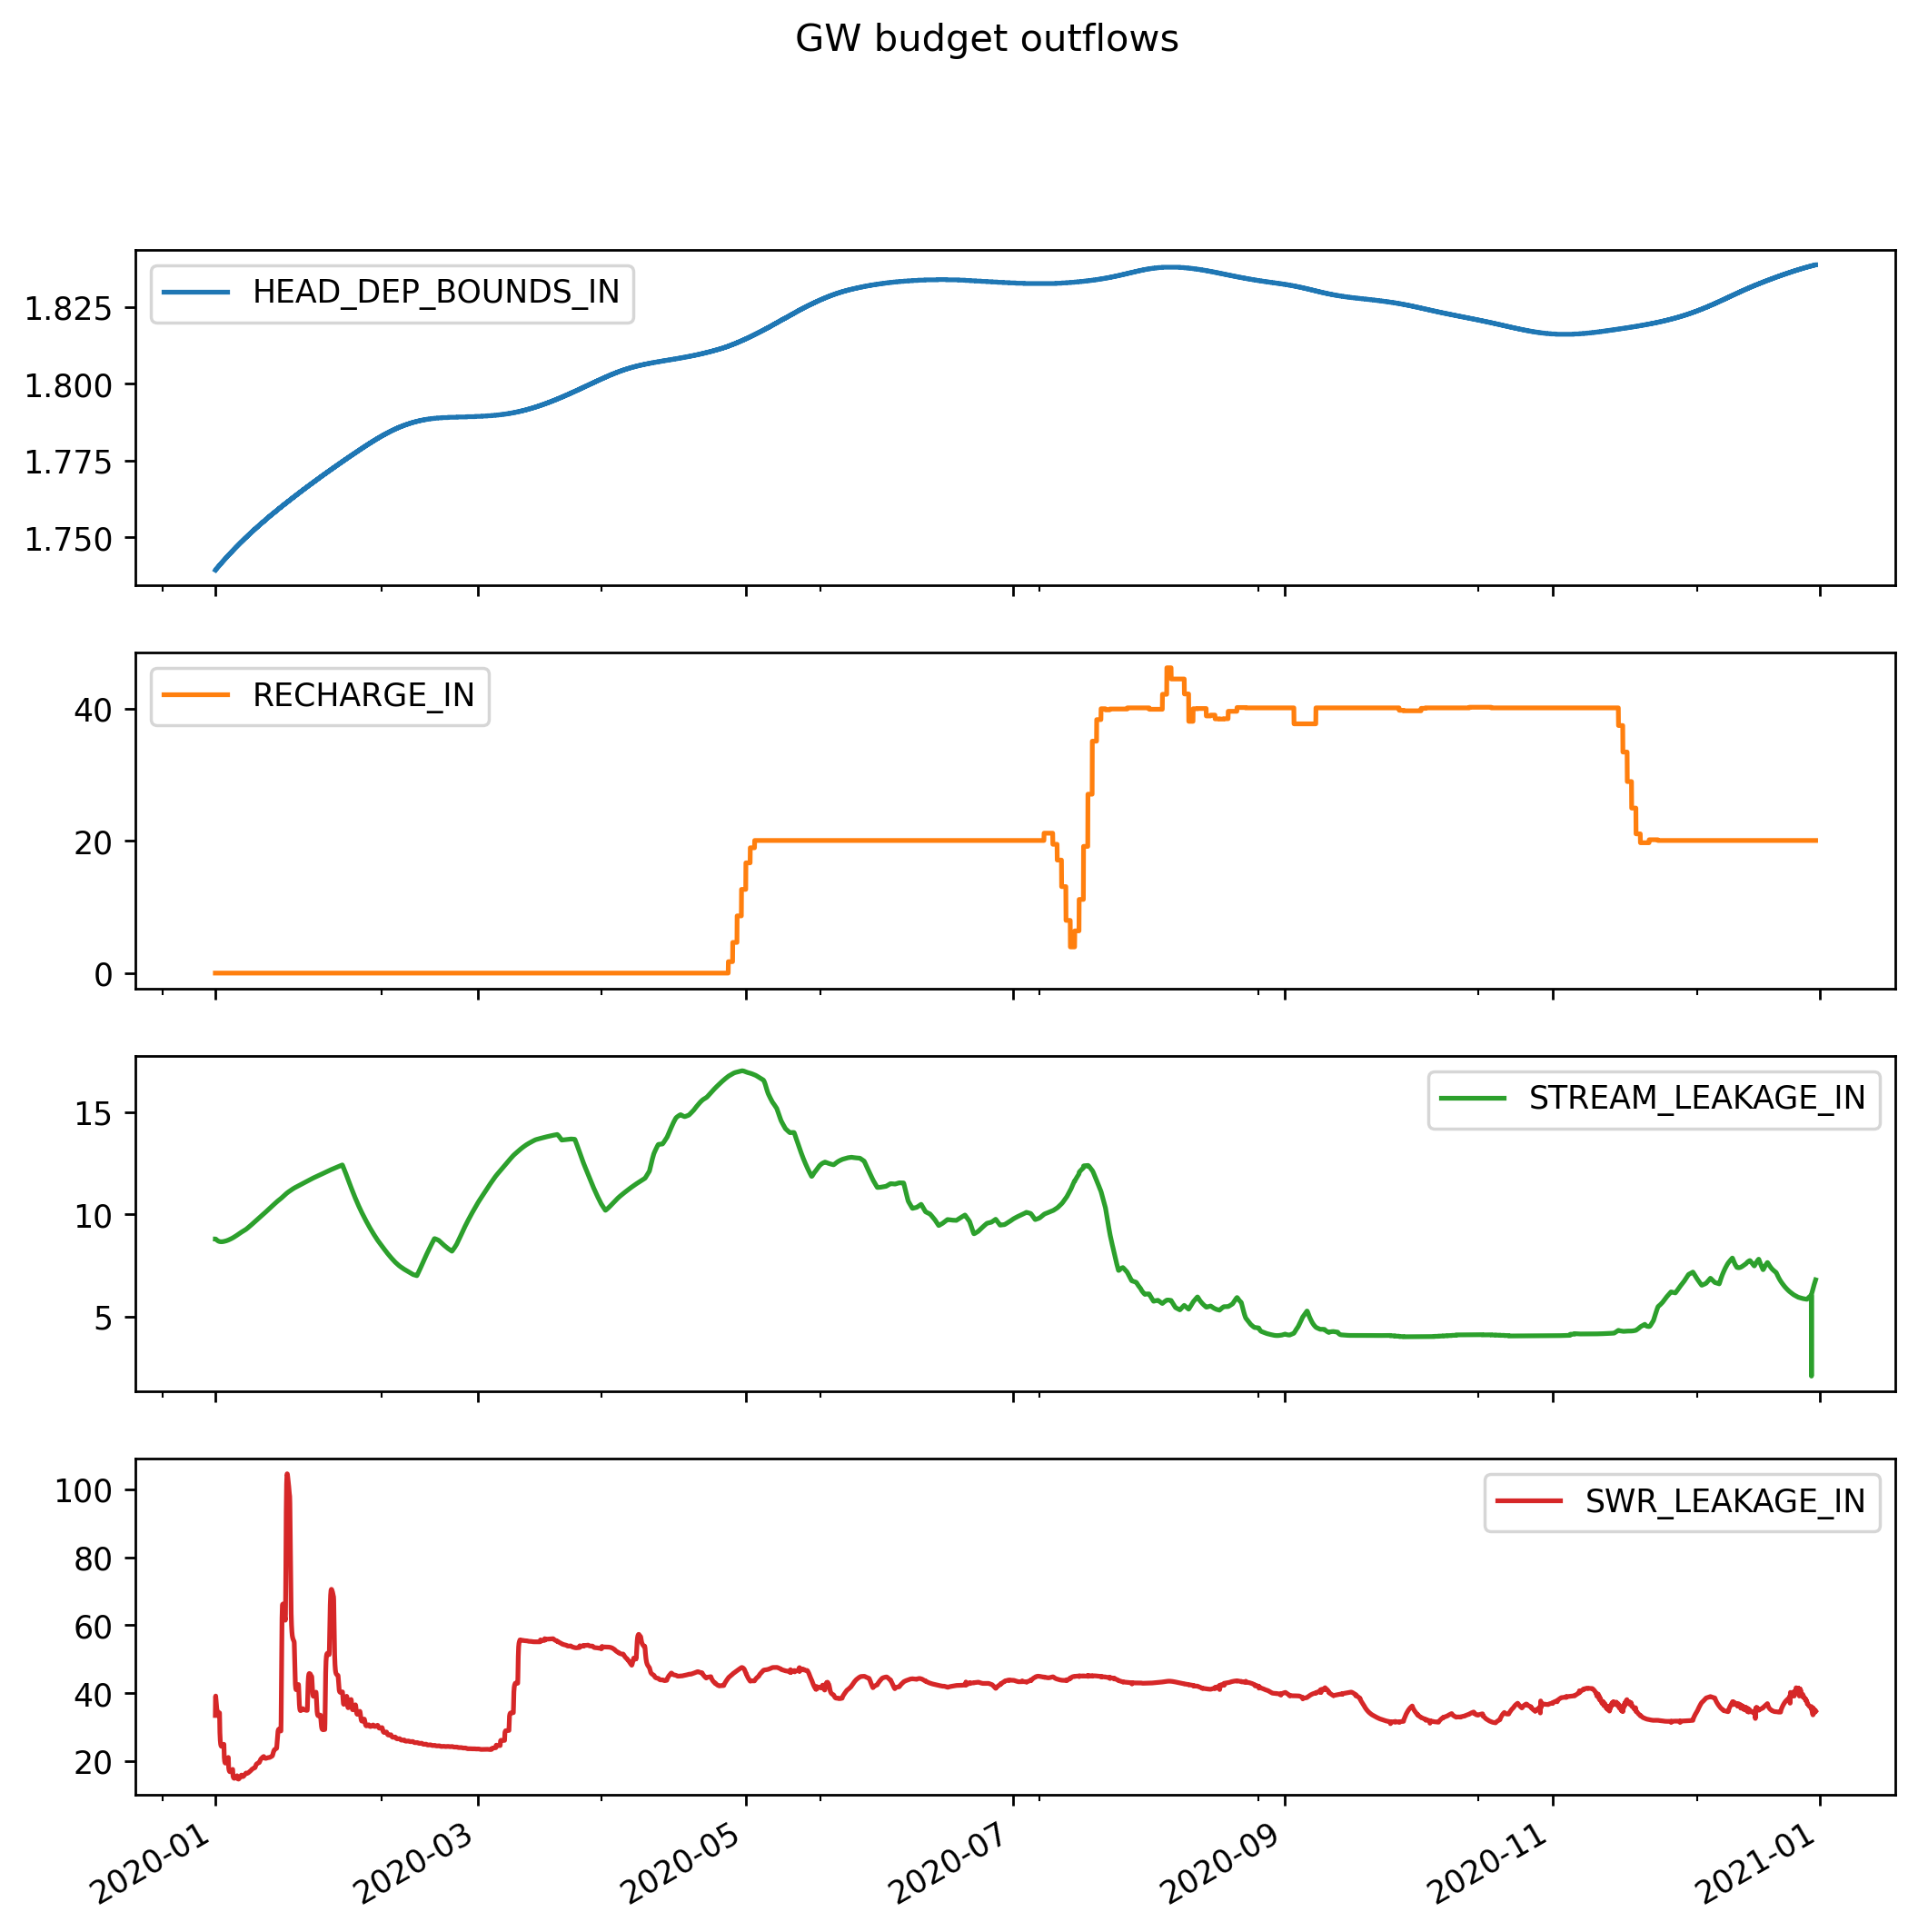 GW budget outflows
HEAD_DEP_BOUNDS_IN
1.825
1.800
1.775
1.750
RECHARGE_IN
40
20
0
STREAM_LEAKAGE_IN
15
10
5
SWR_LEAKAGE_IN
100
80
60
40
20
2020-01 2020-03 2020-05 2020-07 2020-09 2020-11 2021-01